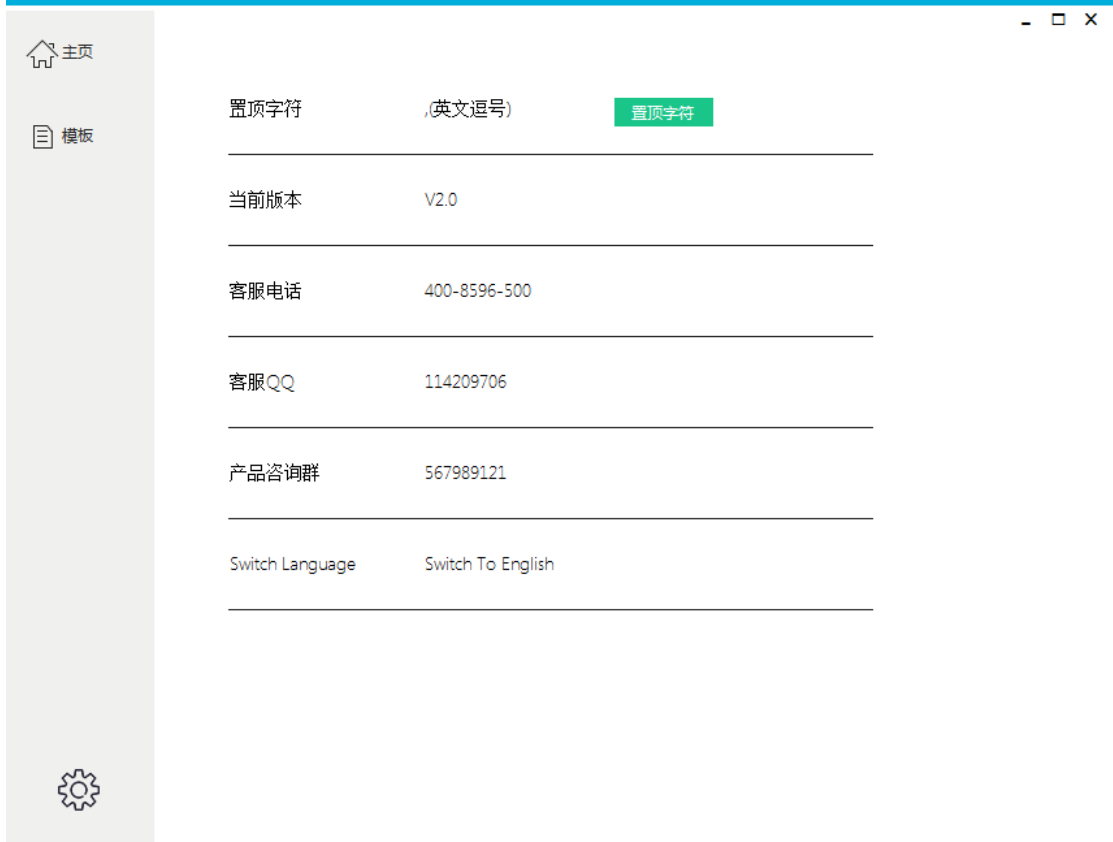 主页
模板
置顶字符 ,(英文逗号) 置顶字符
当前版本 V2.0
客服电话 400-8596-500
客服QQ 114209706
产品咨询群 567989121
Switch Language Switch To English